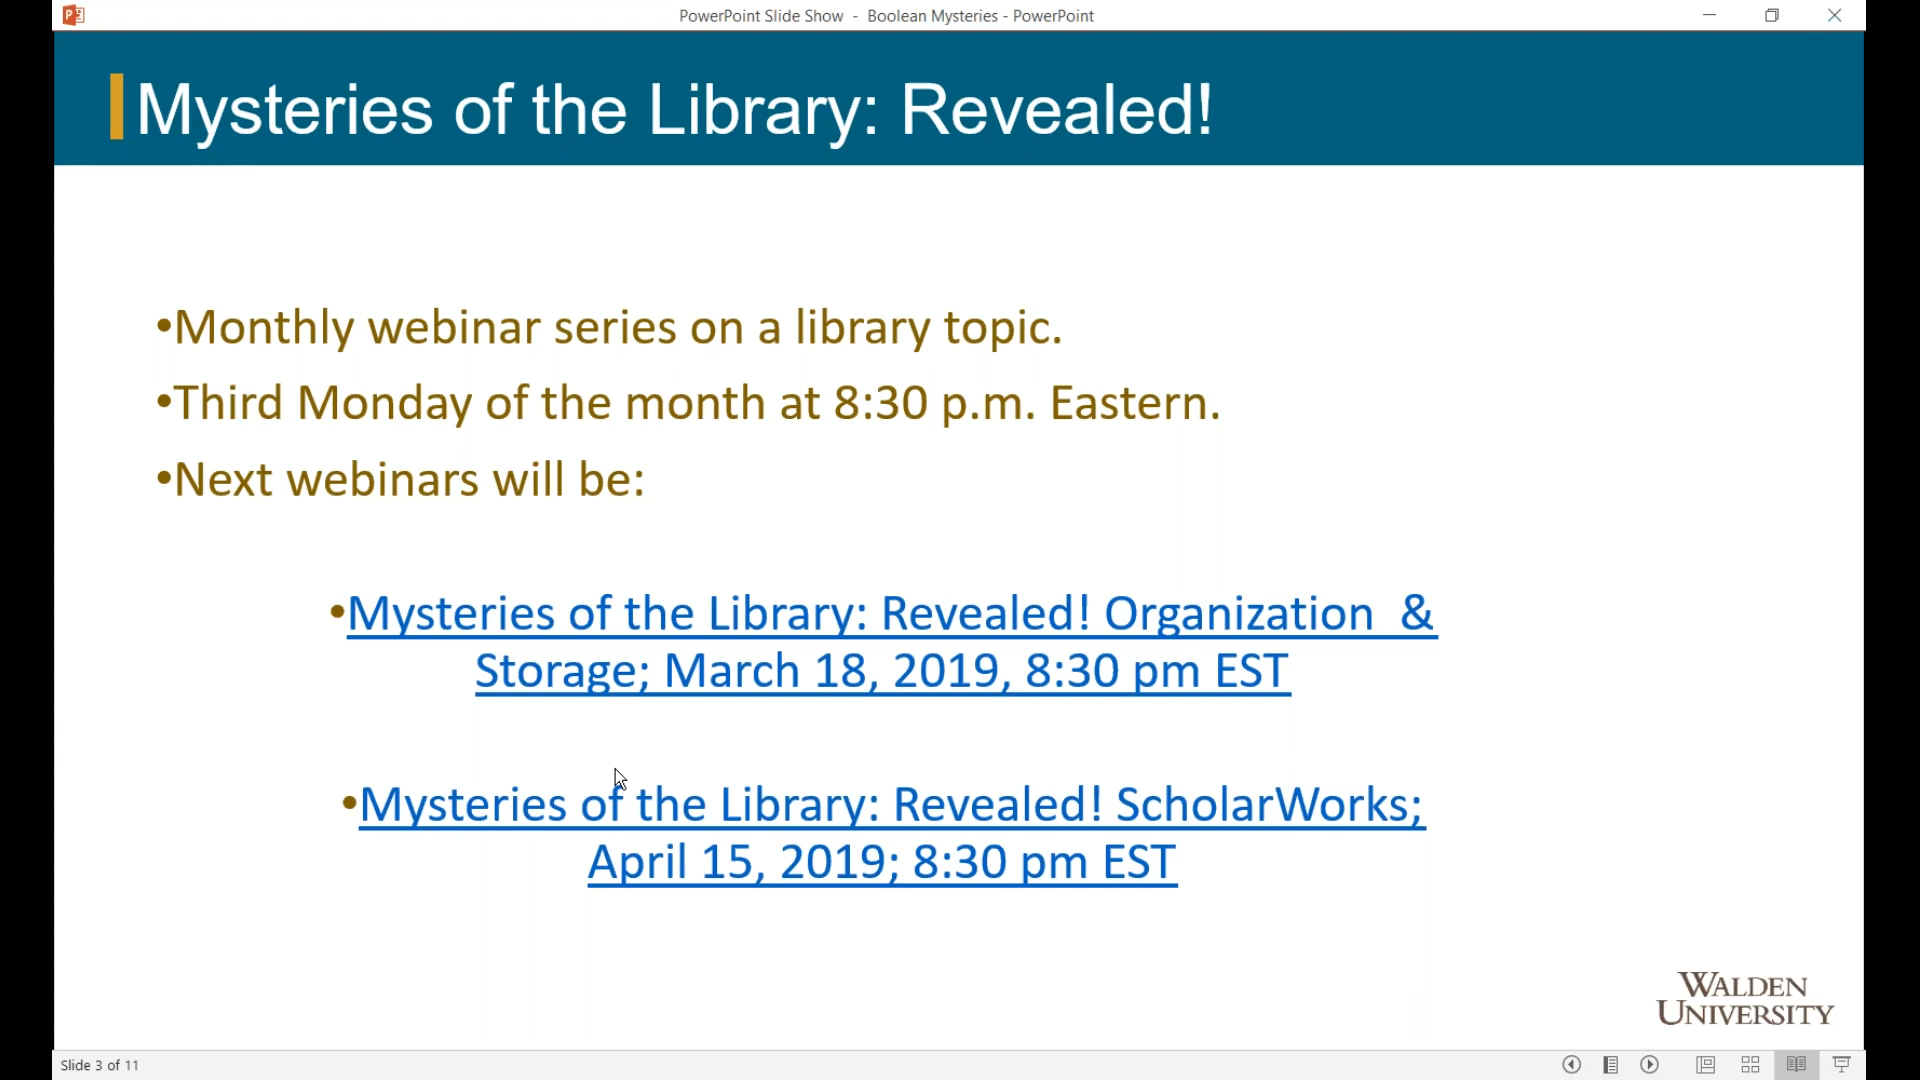 PowerPoint Slide Show - Boolean Mysteries - PowerPoint
Mysteries of the Library: Revealed!
•Monthly webinar series on a library topic.
•Third Monday of the month at 8:30 p.m. Eastern.
•Next webinars will be:
•Mysteries of the Library: Revealed! Organization & 
Storage; March 18, 2019, 8:30 pm EST
•Mysteries of the Library: Revealed! ScholarWorks;
April 15, 2019; 8:30 pm EST
WALDEN
UNIVERSITY
Slide 3 of 11